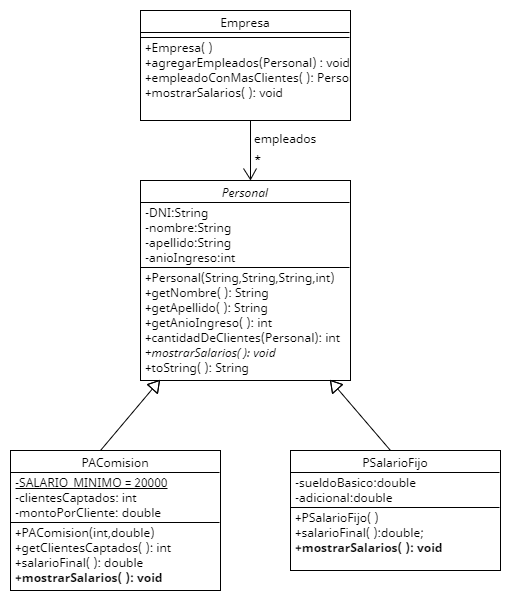 Empresa
+Empresa( )
+agregarEmpleados(Personal) : void
+empleadoConMasClientes( ): Perso
+mostrarSalarios( ): void
empleados
*
Personal
-DNI:String
-nombre:String
-apellido:String
-anioIngreso:int
+Personal(String,String,String,int)
+getNombre( ): String
+getApellido( ): String
+getAnioIngreso( ): int
+cantidadDeClientes(Personal): int
+mostrarSalarios( ): void
+toString( ): String
PAComision
-SALARIO_MINIMO = 20000
-clientesCaptados: int
-montoPorCliente: double
+PAComision(int,double)
+getClientesCaptados( ): int
+salarioFinal( ): double
+mostrarSalarios( ): void
PSalarioFijo
-sueldoBasico:double
-adicional:double
+PSalarioFijo( )
+salarioFinal( ):double;
+mostrarSalarios( ): void